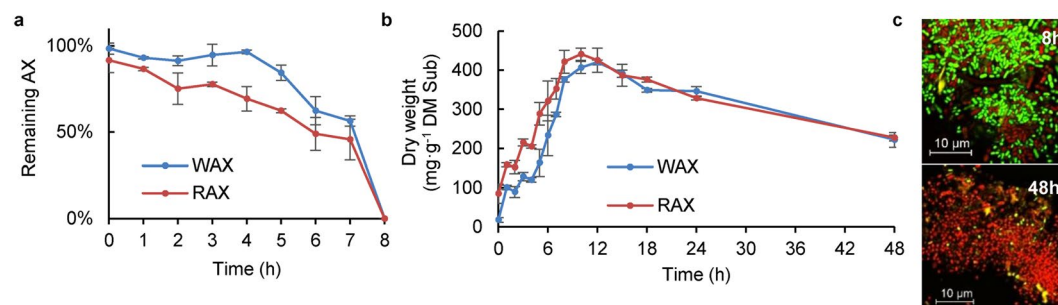 a
100%
50%
0%
Remaining AX
WAX
RAX
0 1 2 3 4 5 6 7 8
Time (h)
b
500
400
300
200
100
0
Dry weight
(mg·g⁻¹ DM Sub)
WAX
RAX
0 6 12 18 24 30 36 42 48
Time (h)
c
8h
10 µm
48h
10 µm